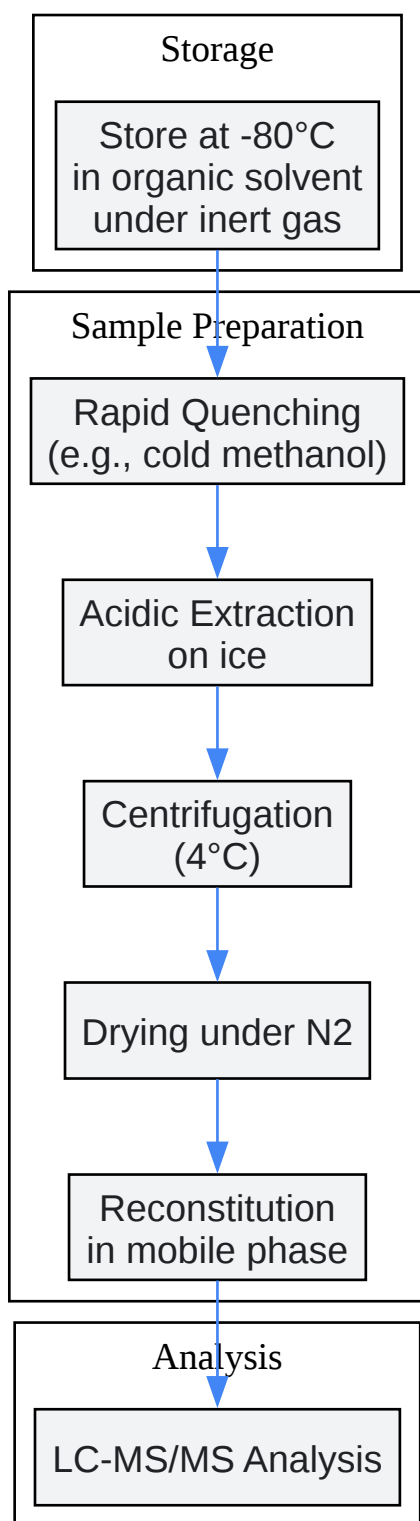 Storage
Store at -80°C
in organic solvent
under inert gas
Sample Preparation
Rapid Quenching
(e.g., cold methanol)
Acidic Extraction
on ice
Centrifugation
(4°C)
Drying under N2
Reconstitution
in mobile phase
Analysis
LC-MS/MS Analysis